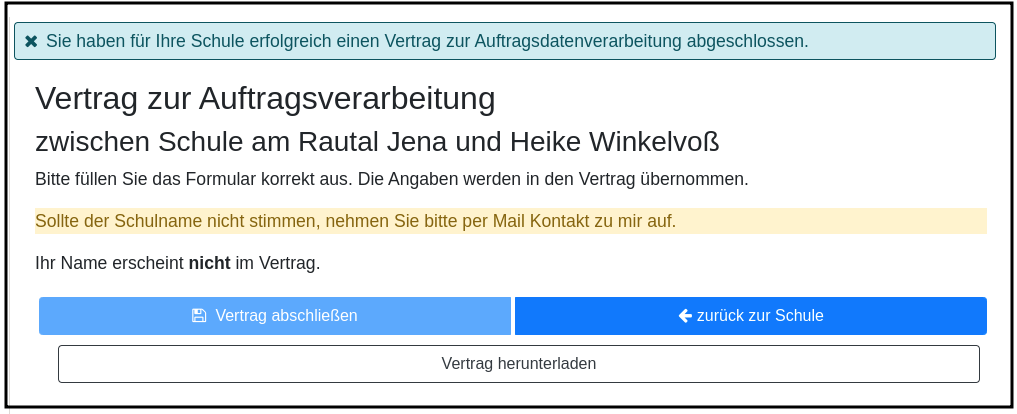 Sie haben für Ihre Schule erfolgreich einen Vertrag zur Auftragsdatenverarbeitung abgeschlossen.
Vertrag zur Auftragsverarbeitung
zwischen Schule am Rautal Jena und Heike Winkelvoß
Bitte füllen Sie das Formular korrekt aus. Die Angaben werden in den Vertrag übernommen.
Sollte der Schulname nicht stimmen, nehmen Sie bitte per Mail Kontakt zu mir auf.
Ihr Name erscheint nicht im Vertrag.
Vertrag abschließen
zurück zur Schule
Vertrag herunterladen